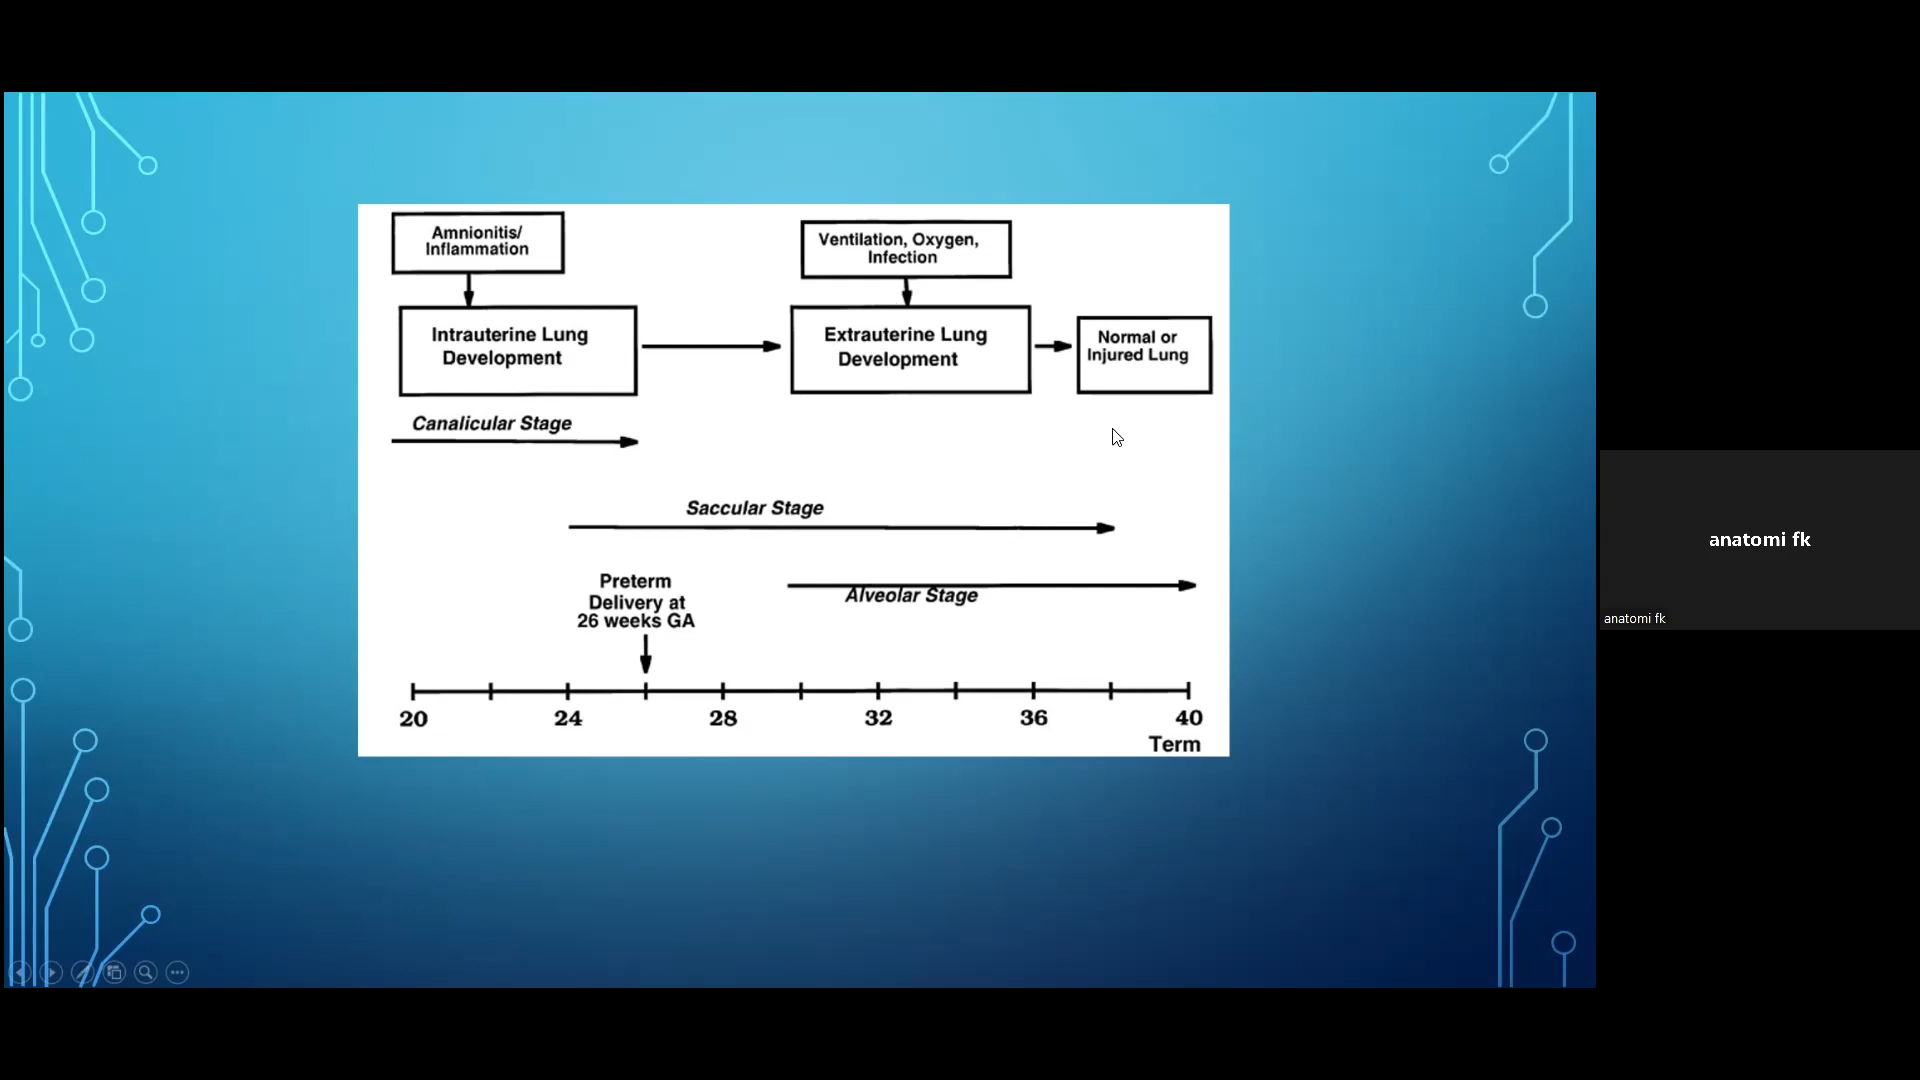 Amnionitis/
Inflammation
Ventilation, Oxygen,
Infection
Intrauterine Lung
Development
Extrauterine Lung
Development
Normal or
Injured Lung
Canalicular Stage
Saccular Stage
Alveolar Stage
Preterm
Delivery at
26 weeks GA
20 24 28 32 36 40
Term
anatomi fk
anatomi fk